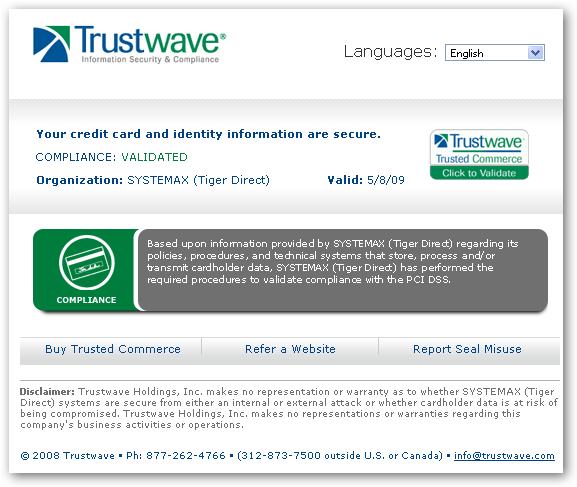 Trustwave®
Information Security & Compliance
Languages: English
Your credit card and identity information are secure.
COMPLIANCE: VALIDATED
Organization: SYSTEMAX (Tiger Direct) Valid: 5/8/09
Trustwave®
Trusted Commerce
Click to Validate
COMPLIANCE
Based upon information provided by SYSTEMAX (Tiger Direct) regarding its
policies, procedures, and technical systems that store, process and/or
transmit cardholder data, SYSTEMAX (Tiger Direct) has performed the
required procedures to validate compliance with the PCI DSS.
Buy Trusted Commerce Refer a Website Report Seal Misuse
Disclaimer: Trustwave Holdings, Inc. makes no representation or warranty as to whether SYSTEMAX (Tiger
Direct) systems are secure from either an internal or external attack or whether cardholder data is at risk of
being compromised. Trustwave Holdings, Inc. makes no representations or warranties regarding this
company's business activities or operations.
© 2008 Trustwave • Ph: 877-262-4766 • (312-873-7500 outside U.S. or Canada) • info@trustwave.com